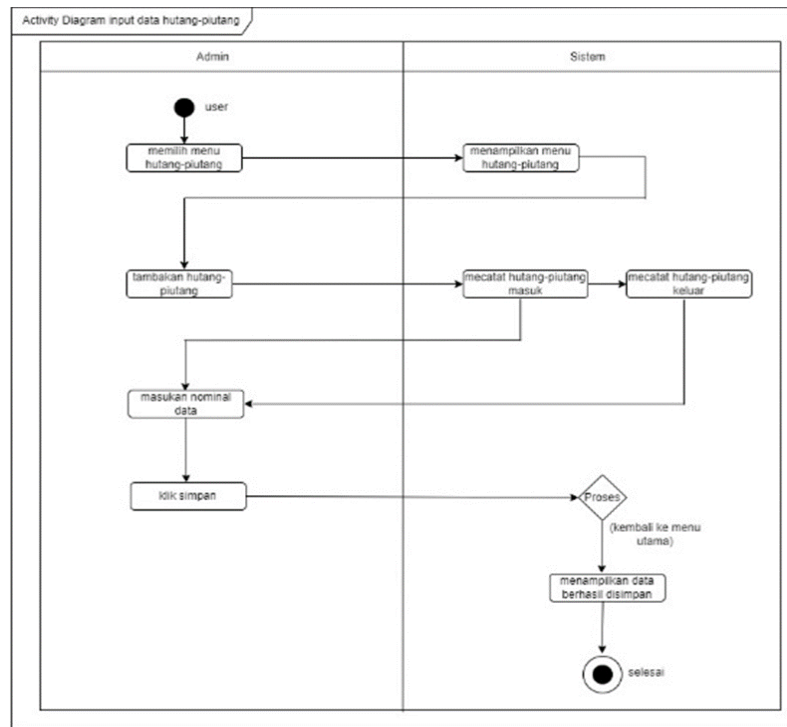 Activity Diagram input data hutang-piutang
Admin
Sistem
user
memilih menu
hutang-piutang
menampilkan menu
hutang-piutang
tambakan hutang-
piutang
mecatat hutang-piutang
masuk
mecatat hutang-piutang
keluar
masukan nominal
data
klik simpan
Proses
(kembali ke menu
utama)
menampilkan data
berhasil disimpan
selesai